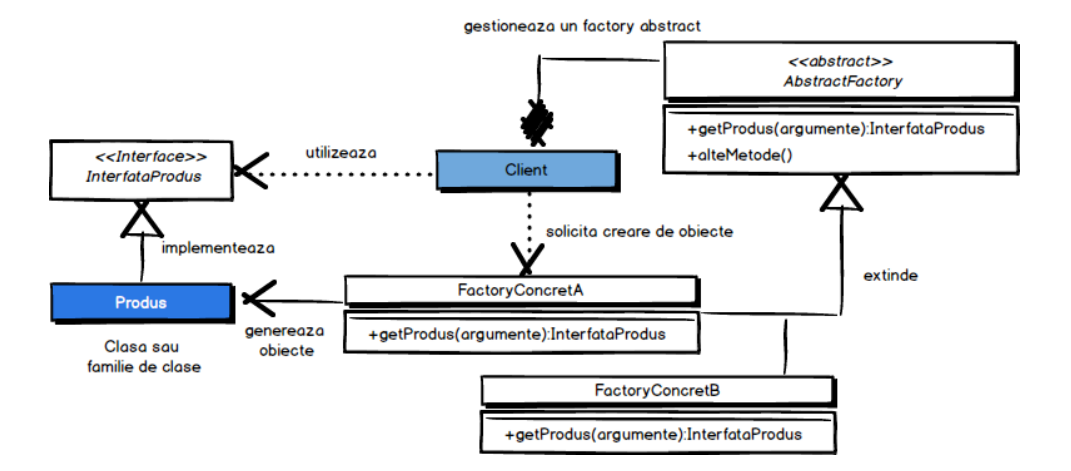 gestioneaza un factory abstract
<<abstract>>
AbstractFactory
+getProdus(argumente):InterfataProdus
+alteMetode()
<<Interface>>
InterfataProdus
utilizeaza
Client
implementeaza
solicita creare de obiecte
extinde
Produs
FactoryConcretA
+getProdus(argumente):InterfataProdus
genereaza
obiecte
Clasa sau
familie de clase
FactoryConcretB
+getProdus(argumente):InterfataProdus